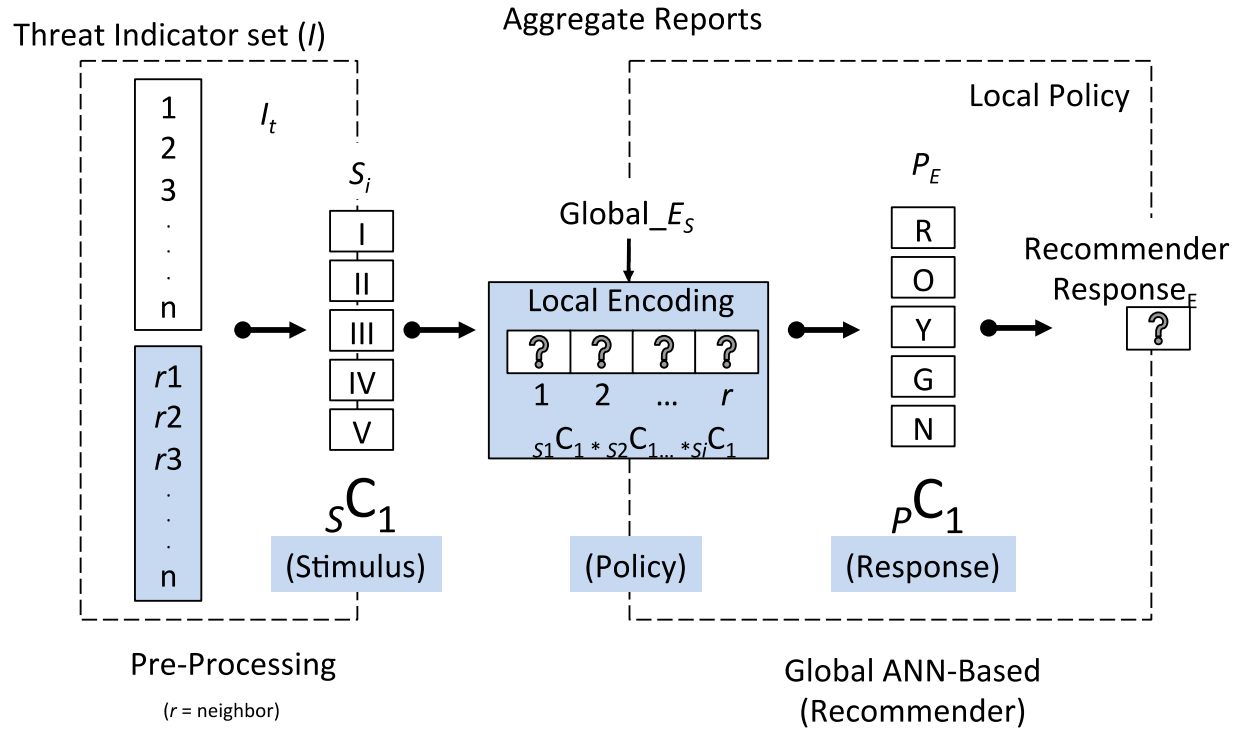 Threat Indicator set (I)
Aggregate Reports
1
2
3
.
.
.
n
I_t
r1
r2
r3
.
.
.
n
S_i
I
II
III
IV
V
SC1
(Stimulus)
Global_E_S
Local Encoding
? ? ? ?
1 2 ... r
s1C1 * s2C1... *siC1
(Policy)
Local Policy
P_E
R
O
Y
G
N
PC1
(Response)
Recommender
Response_E
?
Pre-Processing
(r = neighbor)
Global ANN-Based
(Recommender)